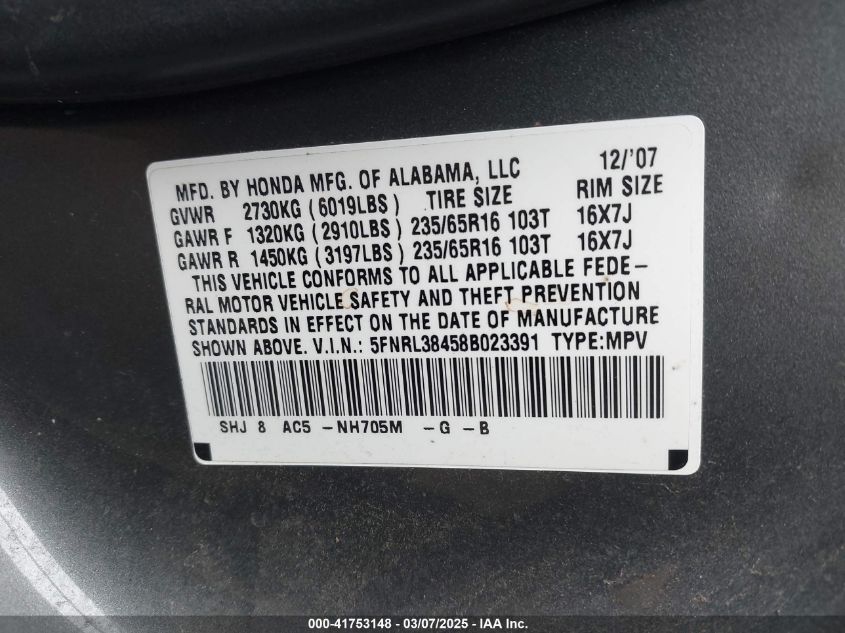 MFD. BY HONDA MFG. OF ALABAMA, LLC 12/'07
GVWR 2730KG (6019LBS) TIRE SIZE RIM SIZE
GAWR F 1320KG (2910LBS) 235/65R16 103T 16X7J
GAWR R 1450KG (3197LBS) 235/65R16 103T 16X7J
THIS VEHICLE CONFORMS TO ALL APPLICABLE FEDE-
RAL MOTOR VEHICLE SAFETY AND THEFT PREVENTION
STANDARDS IN EFFECT ON THE DATE OF MANUFACTURE
SHOWN ABOVE. V.I.N.: 5FNRL38458B023391 TYPE:MPV
SHJ 8 AC5 -NH705M -G -B
000-41753148 - 03/07/2025 - IAA Inc.